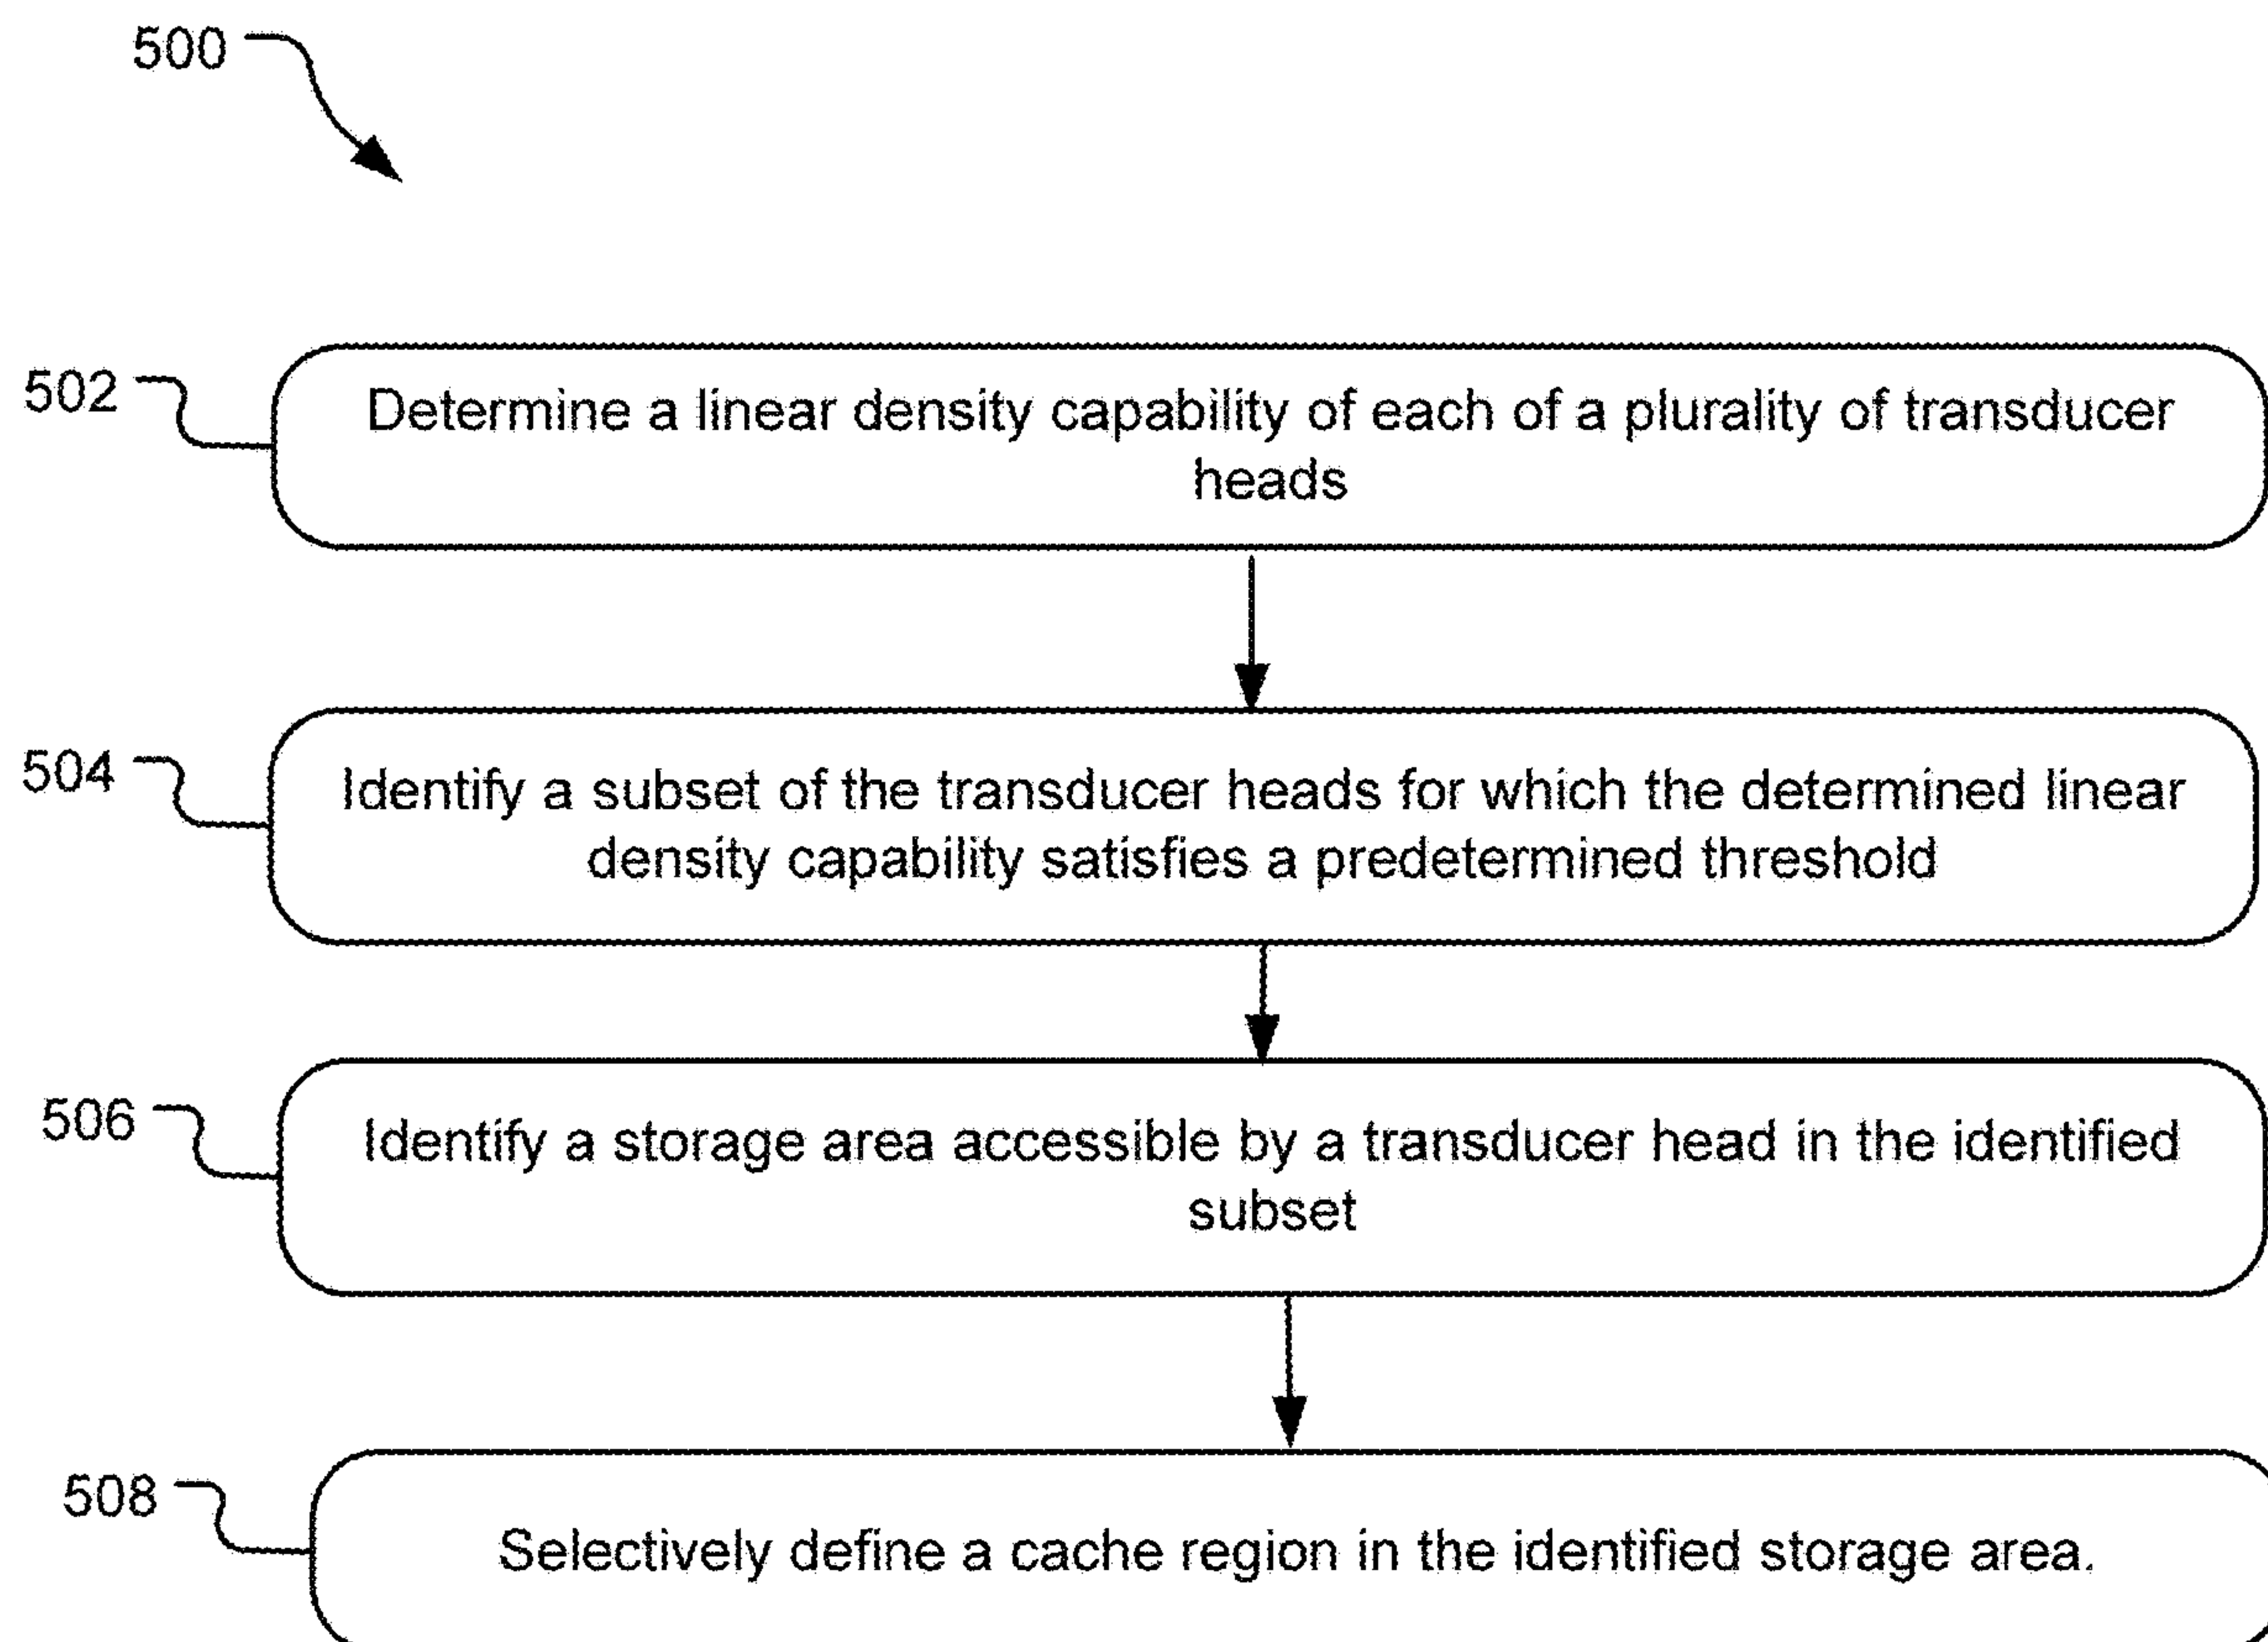 500
502
Determine a linear density capability of each of a plurality of transducer
heads
504
Identify a subset of the transducer heads for which the determined linear
density capability satisfies a predetermined threshold
506
Identify a storage area accessible by a transducer head in the identified
subset
508
Selectively define a cache region in the identified storage area.